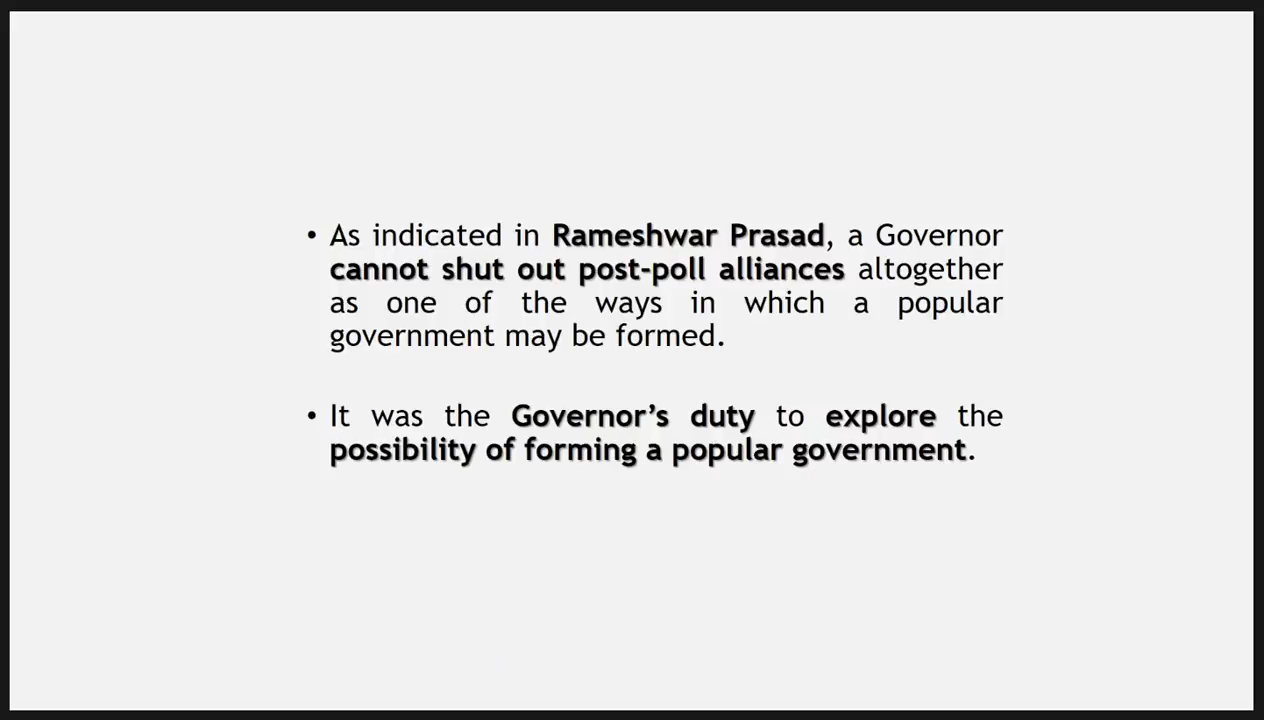 • As indicated in Rameshwar Prasad, a Governor
cannot shut out post-poll alliances altogether
as one of the ways in which a popular
government may be formed.
• It was the Governor’s duty to explore the
possibility of forming a popular government.